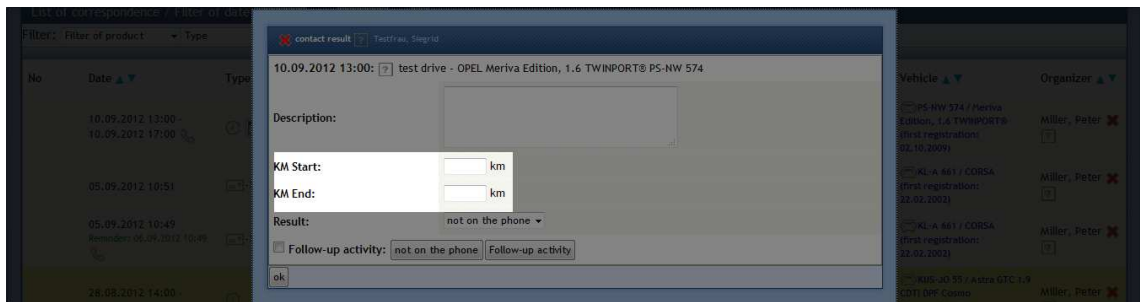 List of correspondence / Filter of date
Filter: Filter of product Type
contact result ? Testfrau, Siegrid
10.09.2012 13:00: ? test drive - OPEL Meriva Edition, 1.6 TWINPORT® PS-NW 574
No Date Type Vehicle Organizer
Description:
10.09.2012 13:00 -
10.09.2012 17:00
PS-NW 574 / Meriva
Edition, 1.6 TWINPORT®
(first registration:
02.10.2009)
Miller, Peter
?
KM Start: km
KM End: km
05.09.2012 10:51
KL-A 661 / CORSA
(first registration:
22.02.2002)
Miller, Peter
?
Result: not on the phone
05.09.2012 10:49
Reminder: 06.09.2012 10:49
KL-A 661 / CORSA
(first registration:
22.02.2002)
Miller, Peter
?
Follow-up activity: not on the phone Follow-up activity
ok
28.08.2012 14:00 -
KUS-JO 55 / Astra GTC 1.9
CDTI DPF Cosmo
Miller, Peter